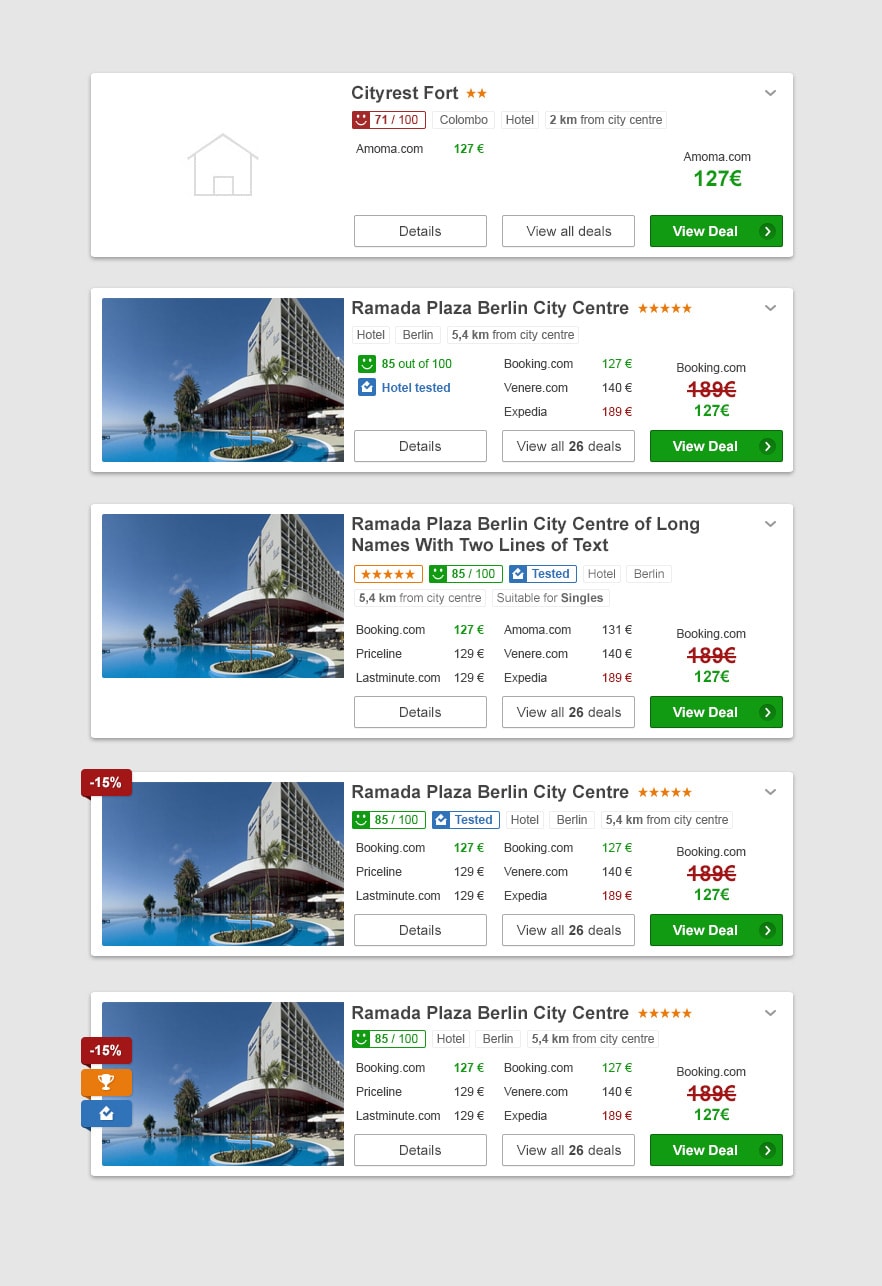 Cityrest Fort
71 / 100 Colombo Hotel 2 km from city centre
Amoma.com 127 €
Amoma.com
127€
Details View all deals View Deal
Ramada Plaza Berlin City Centre
Hotel Berlin 5,4 km from city centre
85 out of 100 Booking.com 127 €
Booking.com
Hotel tested Venere.com 140 €
189€
Expedia 189 € 127€
Details View all 26 deals View Deal
Ramada Plaza Berlin City Centre of Long
Names With Two Lines of Text
85 / 100 Tested Hotel Berlin
5,4 km from city centre Suitable for Singles
Booking.com 127 € Amoma.com 131 € Booking.com
Priceline 129 € Venere.com 140 € 189€
Lastminute.com 129 € Expedia 189 € 127€
Details View all 26 deals View Deal
-15%
Ramada Plaza Berlin City Centre
85 / 100 Tested Hotel Berlin 5,4 km from city centre
Booking.com 127 € Booking.com 127 € Booking.com
Priceline 129 € Venere.com 140 € 189€
Lastminute.com 129 € Expedia 189 € 127€
Details View all 26 deals View Deal
Ramada Plaza Berlin City Centre
85 / 100 Hotel Berlin 5,4 km from city centre
-15%
Booking.com 127 € Booking.com 127 € Booking.com
Priceline 129 € Venere.com 140 € 189€
Lastminute.com 129 € Expedia 189 € 127€
Details View all 26 deals View Deal